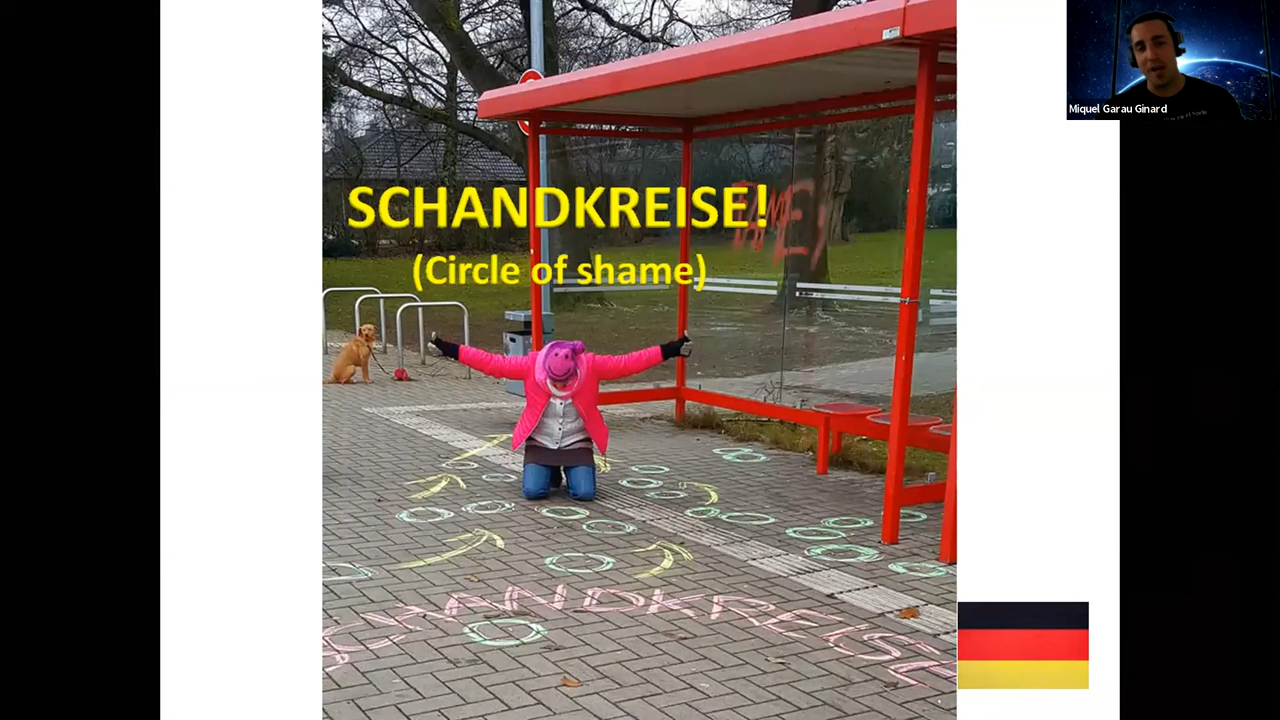 SCHANDKREISE!
(Circle of shame)
SCHANDKREISE
Miquel Garau Ginard